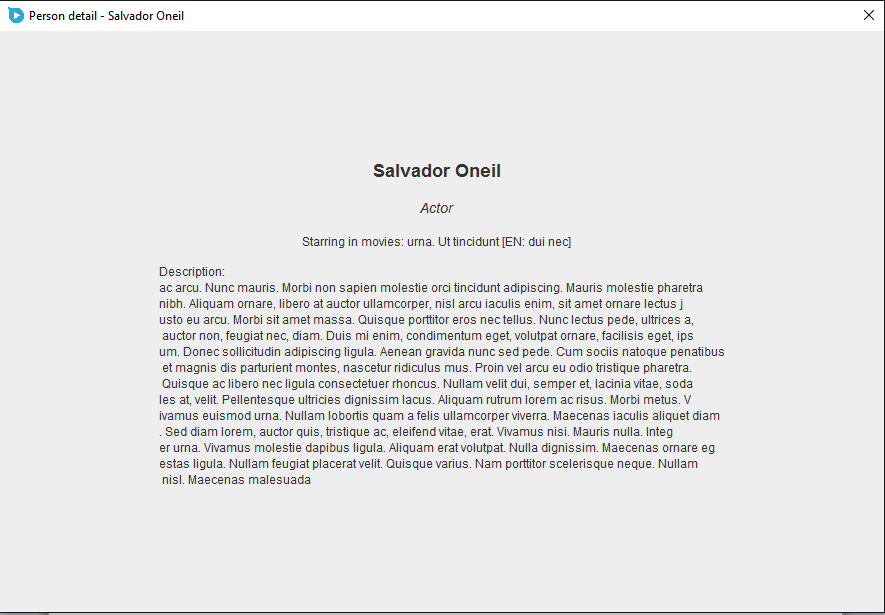 Person detail - Salvador Oneil
Salvador Oneil
Actor
Starring in movies: urna. Ut tincidunt [EN: dui nec]
Description:
ac arcu. Nunc mauris. Morbi non sapien molestie orci tincidunt adipiscing. Mauris molestie pharetra
nibh. Aliquam ornare, libero at auctor ullamcorper, nisl arcu iaculis enim, sit amet ornare lectus j
usto eu arcu. Morbi sit amet massa. Quisque porttitor eros nec tellus. Nunc lectus pede, ultrices a,
auctor non, feugiat nec, diam. Duis mi enim, condimentum eget, volutpat ornare, facilisis eget, ips
um. Donec sollicitudin adipiscing ligula. Aenean gravida nunc sed pede. Cum sociis natoque penatibus
et magnis dis parturient montes, nascetur ridiculus mus. Proin vel arcu eu odio tristique pharetra.
Quisque ac libero nec ligula consectetuer rhoncus. Nullam velit dui, semper et, lacinia vitae, soda
les at, velit. Pellentesque ultricies dignissim lacus. Aliquam rutrum lorem ac risus. Morbi metus. V
ivamus euismod urna. Nullam lobortis quam a felis ullamcorper viverra. Maecenas iaculis aliquet diam
. Sed diam lorem, auctor quis, tristique ac, eleifend vitae, erat. Vivamus nisi. Mauris nulla. Integ
er urna. Vivamus molestie dapibus ligula. Aliquam erat volutpat. Nulla dignissim. Maecenas ornare eg
estas ligula. Nullam feugiat placerat velit. Quisque varius. Nam porttitor scelerisque neque. Nullam
nisl. Maecenas malesuada